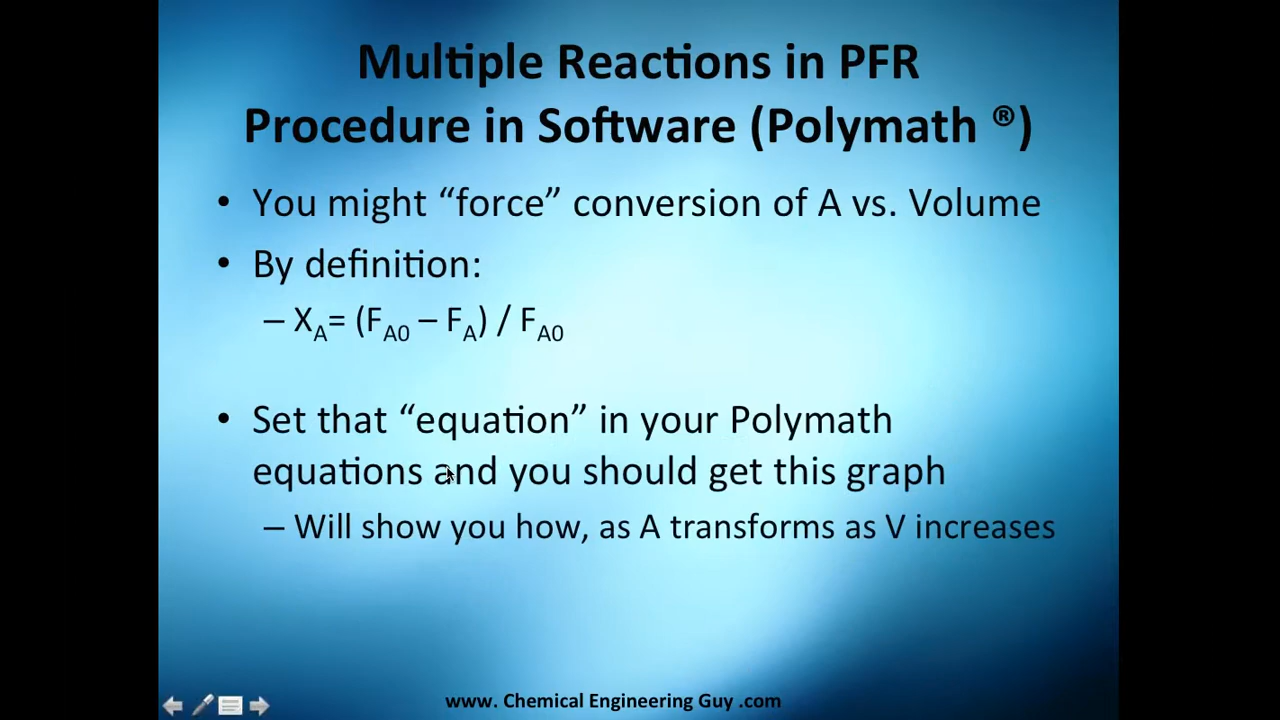 Multiple Reactions in PFR
Procedure in Software (Polymath ®)
• You might “force” conversion of A vs. Volume
• By definition:
– XA= (FA0 – FA) / FA0
• Set that “equation” in your Polymath
equations and you should get this graph
– Will show you how, as A transforms as V increases
www. Chemical Engineering Guy .com